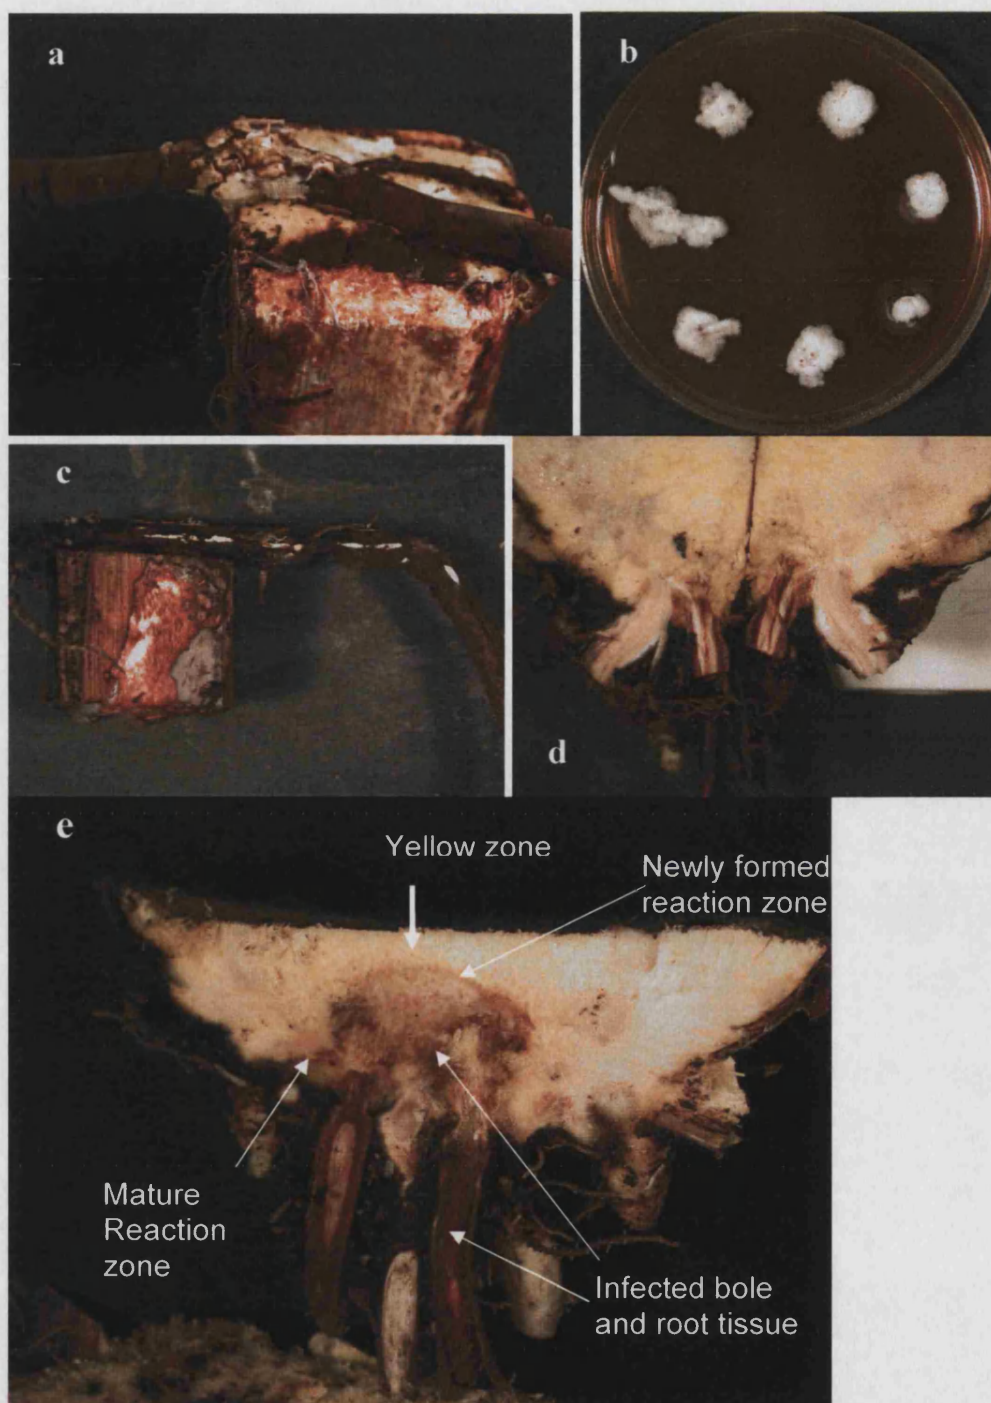 a
b
c
d
e
Yellow zone
Newly formed
reaction zone
Mature
Reaction
zone
Infected bole
and root tissue